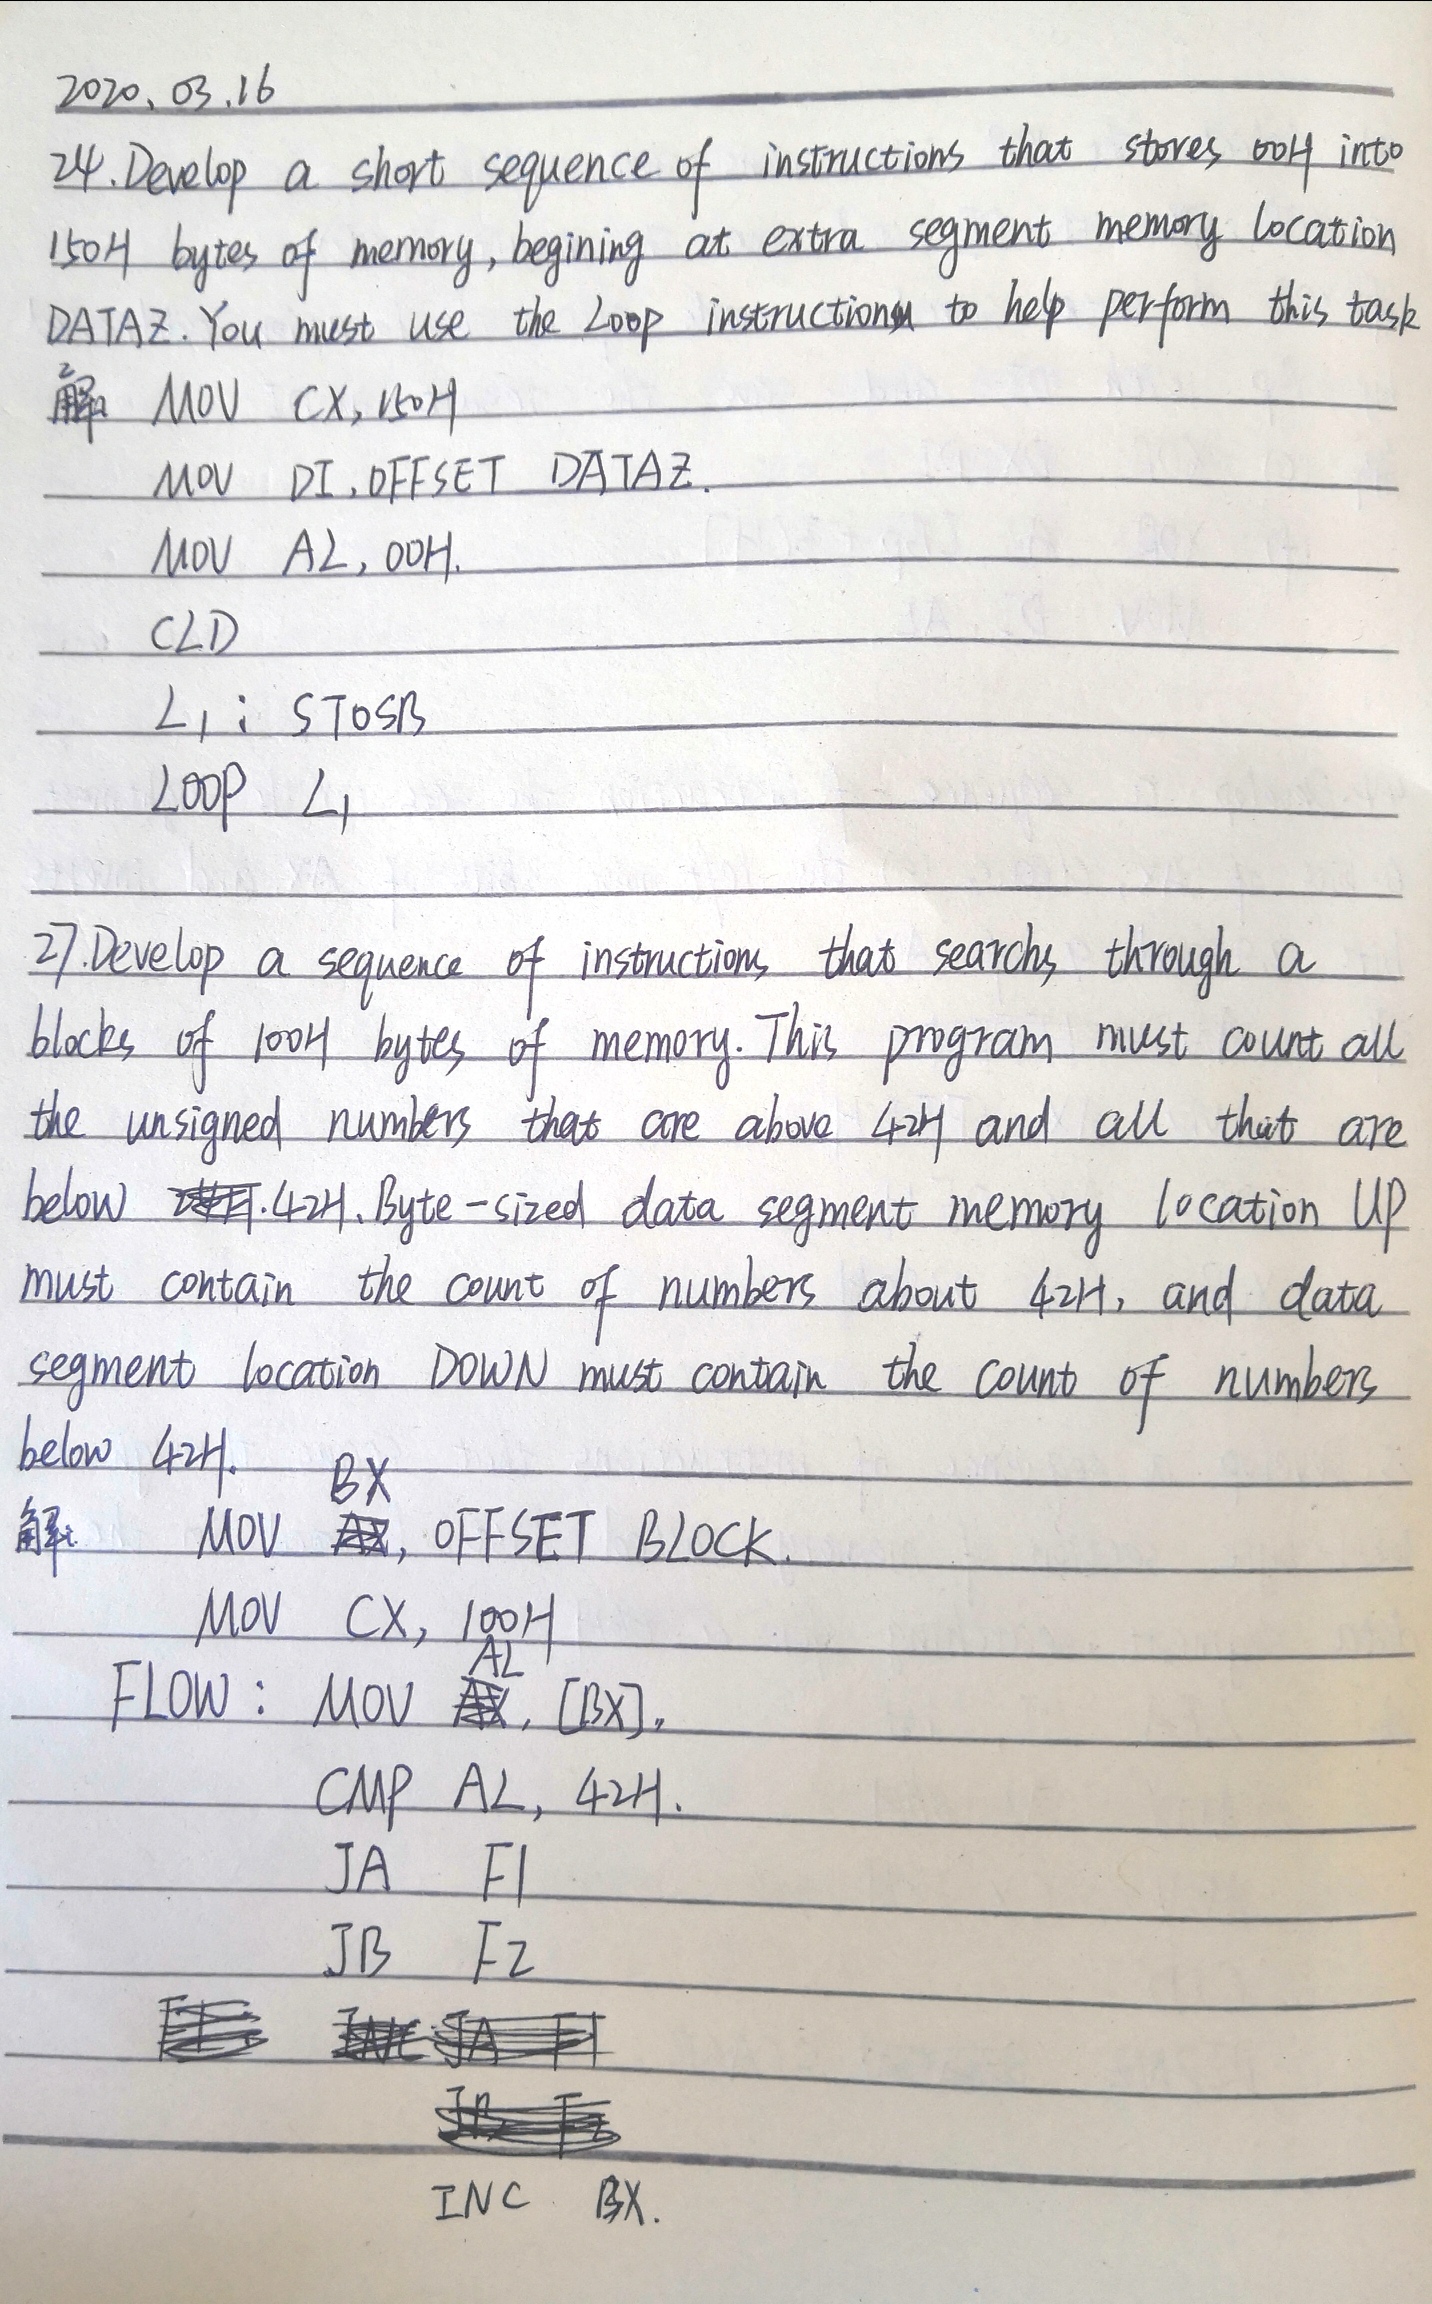 2020.03.16
24.Develop a short sequence of instructions that stores 00H into
150H bytes of memory, begining at extra segment memory location
DATAZ. You must use the Loop instruction to help perform this task
解: MOV CX, 150H
MOV DI, OFFSET DATAZ.
MOV AL, 00H.
CLD
L1: STOSB
LOOP L1
27.Develop a sequence of instructions that searchs through a
blocks of 100H bytes of memory. This program must count all
the unsigned numbers that are above 42H and all that are
below 42H. Byte-sized data segment memory location UP
must contain the count of numbers about 42H, and data
segment location DOWN must contain the count of numbers
below 42H.
解: MOV BX, OFFSET BLOCK.
MOV CX, 100H
FLOW: MOV AL, [BX].
CMP AL, 42H.
JA F1
JB F2
INC BX.